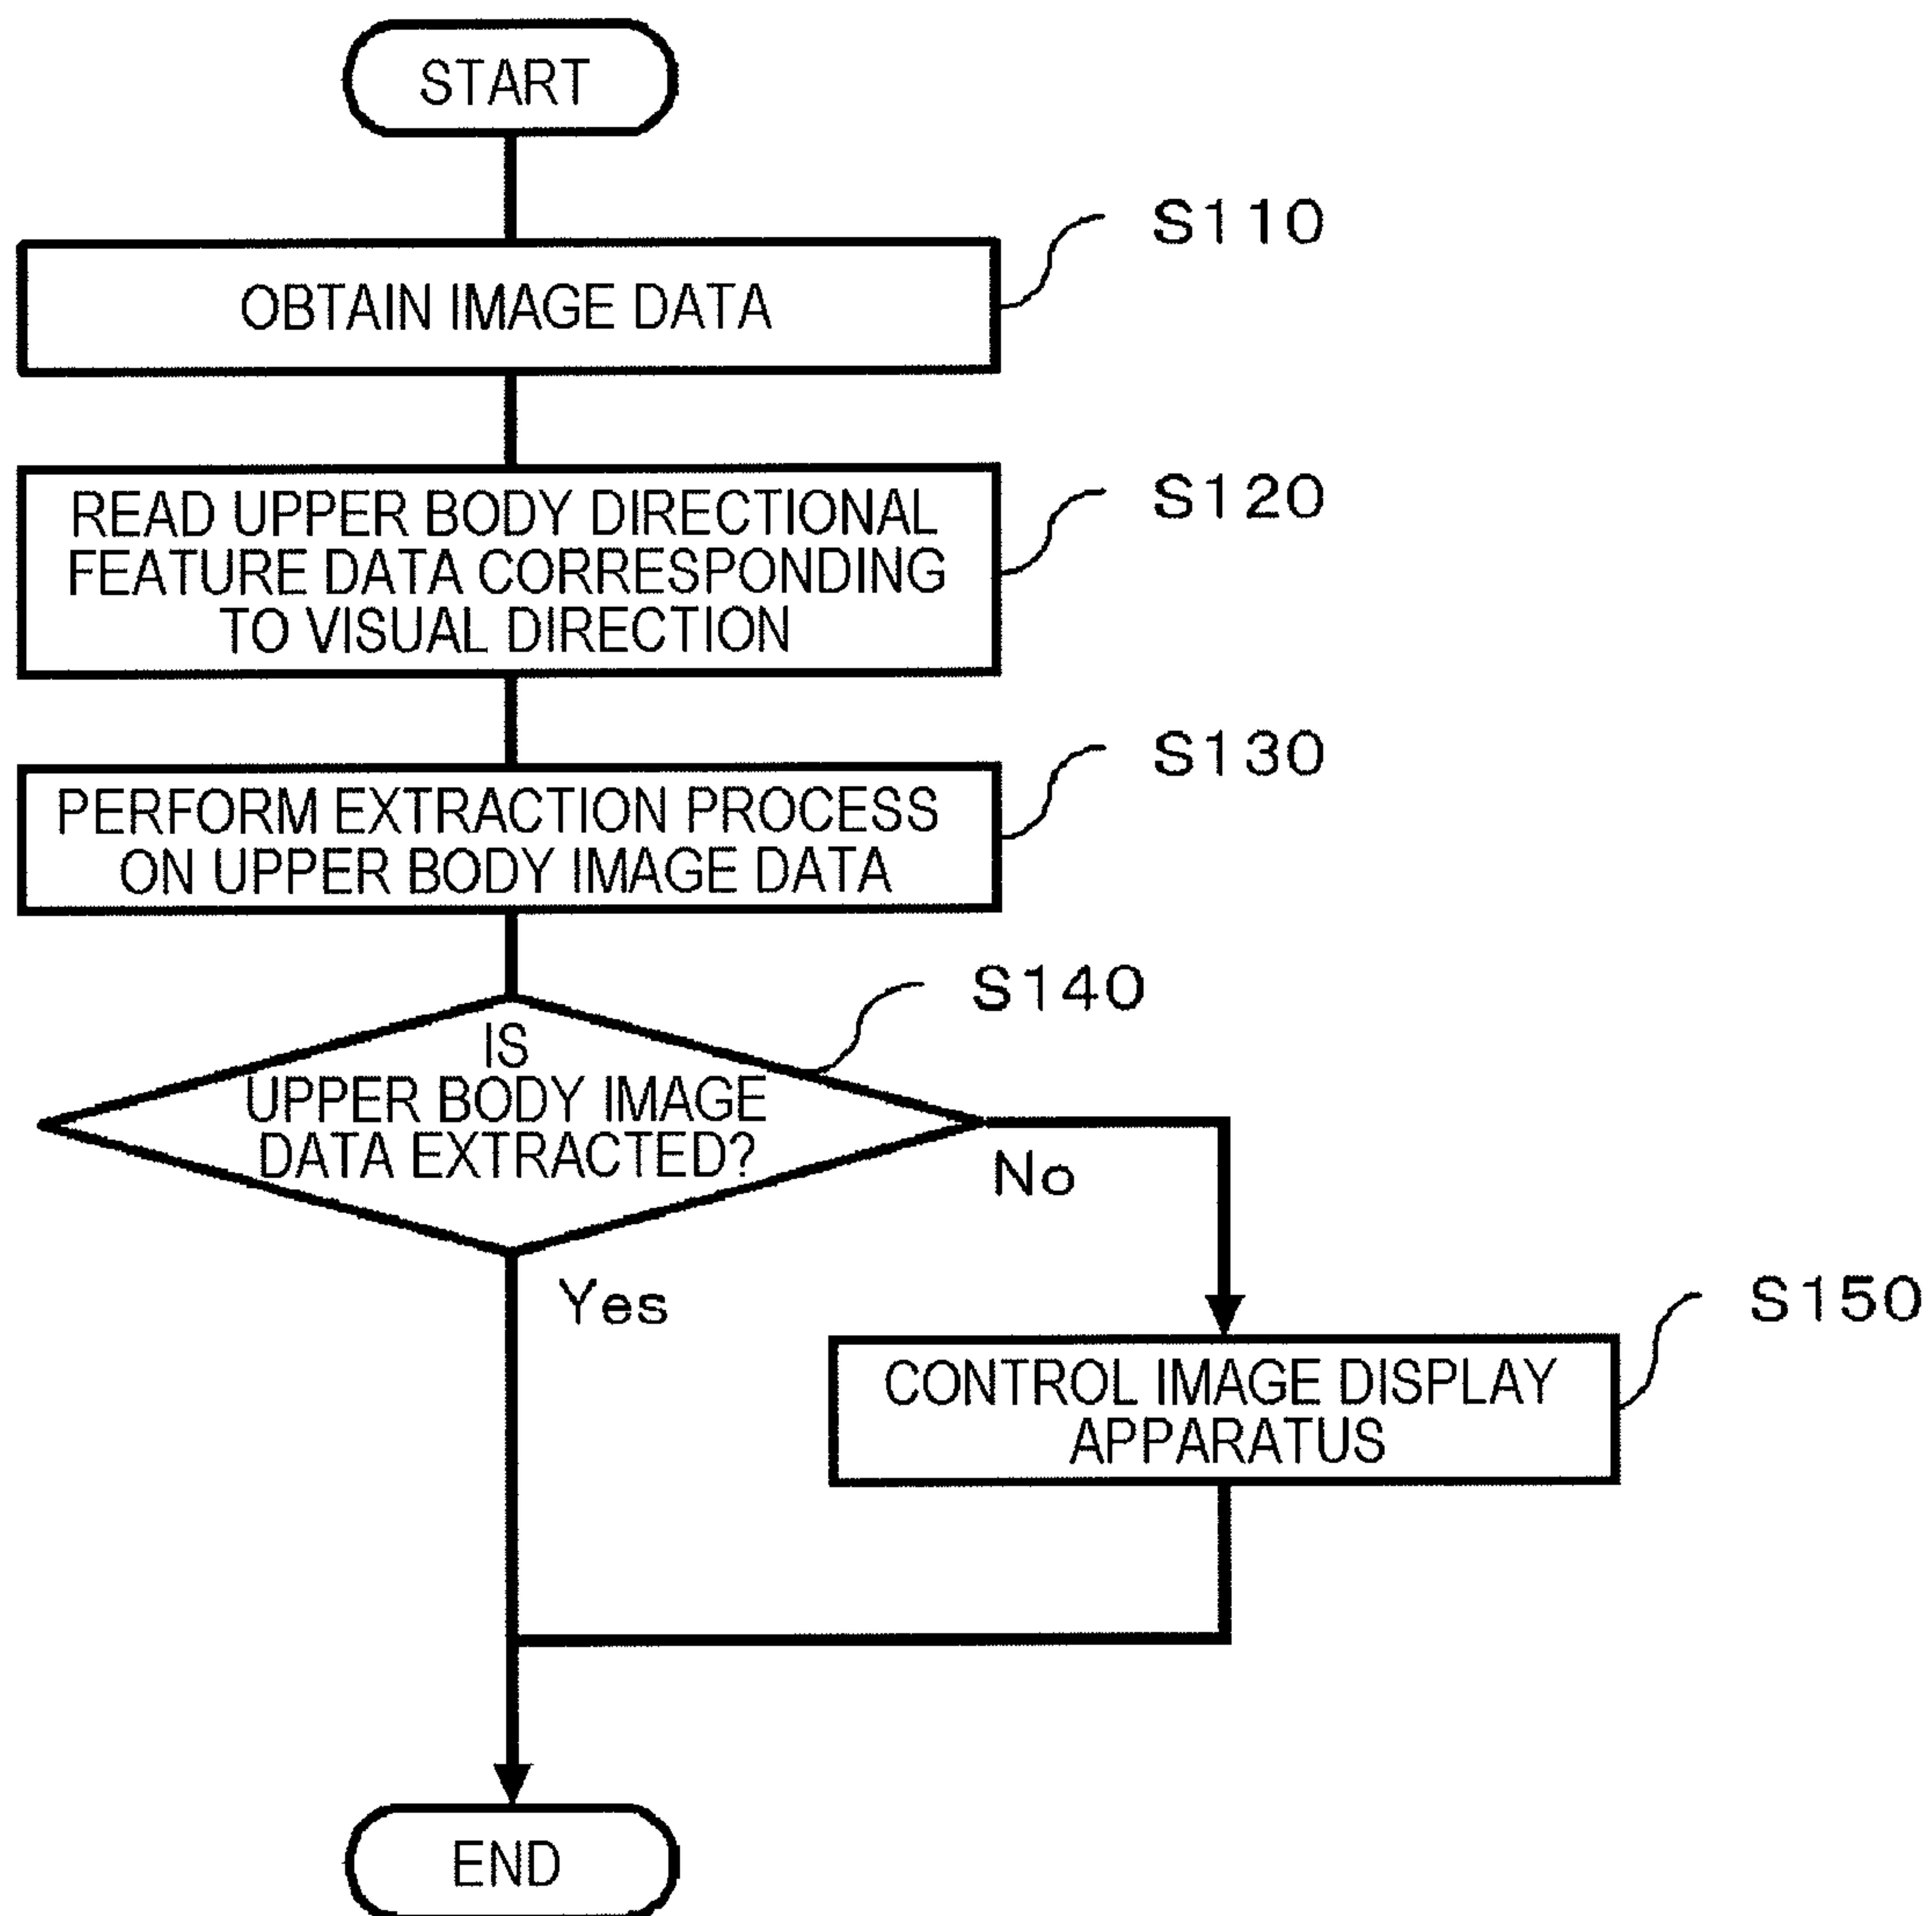 START
S110
OBTAIN IMAGE DATA
S120
READ UPPER BODY DIRECTIONAL
FEATURE DATA CORRESPONDING
TO VISUAL DIRECTION
S130
PERFORM EXTRACTION PROCESS
ON UPPER BODY IMAGE DATA
S140
IS
UPPER BODY IMAGE
DATA EXTRACTED?
No
Yes
S150
CONTROL IMAGE DISPLAY
APPARATUS
END